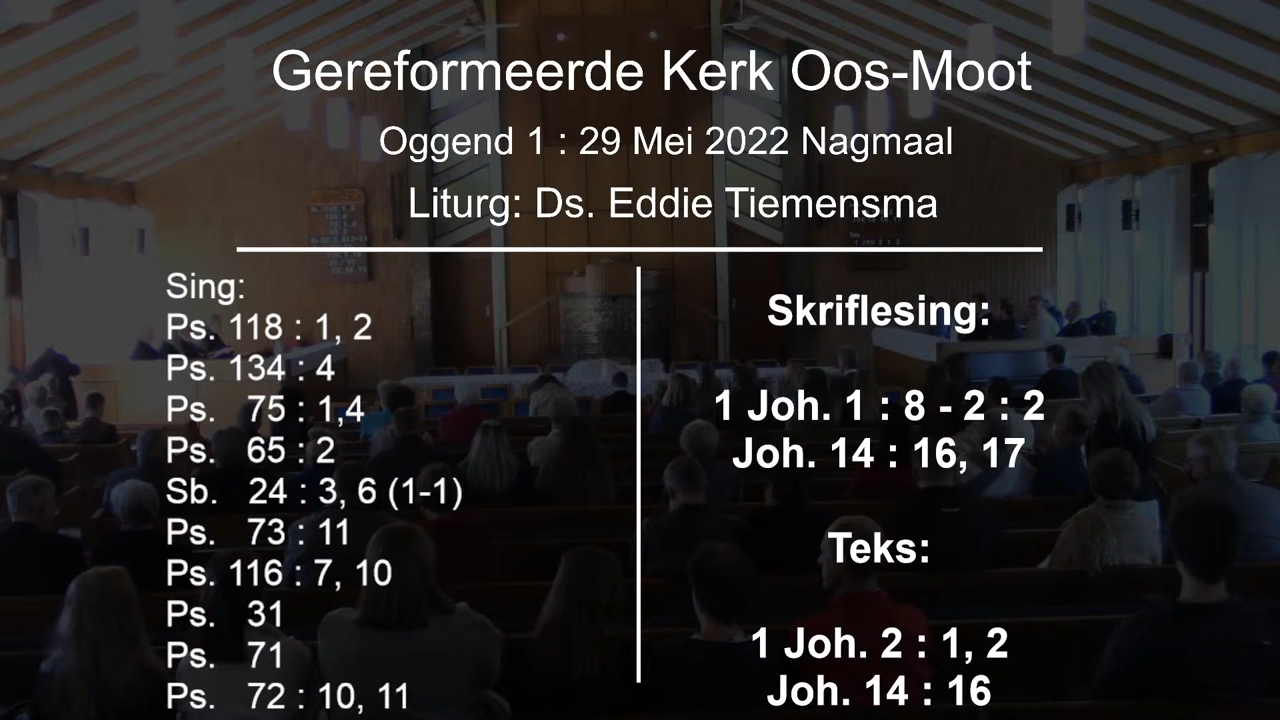 Gereformeerde Kerk Oos-Moot
Oggend 1 : 29 Mei 2022 Nagmaal
Liturg: Ds. Eddie Tiemensma
Sing:
Ps. 118 : 1, 2
Ps. 134 : 4
Ps. 75 : 1,4
Ps. 65 : 2
Sb. 24 : 3, 6 (1-1)
Ps. 73 : 11
Ps. 116 : 7, 10
Ps. 31
Ps. 71
Ps. 72 : 10, 11
Skriflesing:
1 Joh. 1 : 8 - 2 : 2
Joh. 14 : 16, 17
Teks:
1 Joh. 2 : 1, 2
Joh. 14 : 16